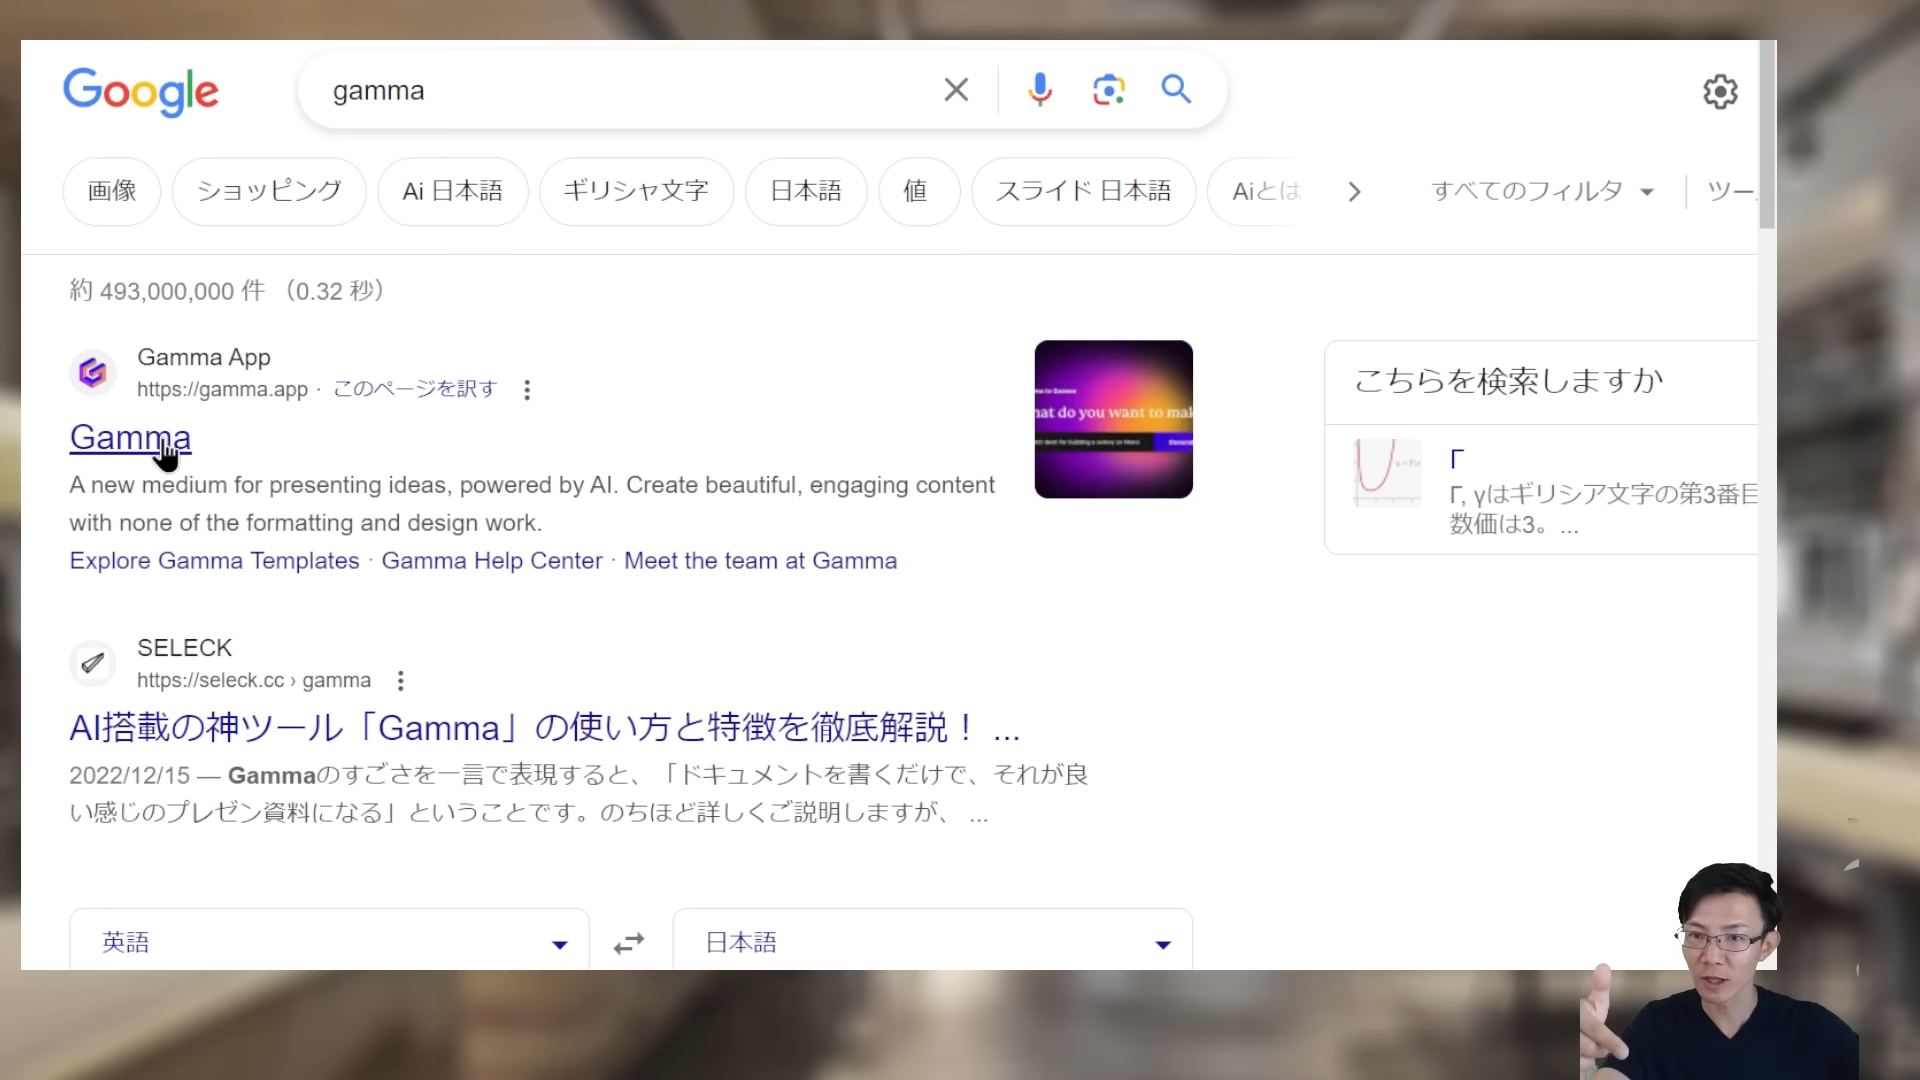 Google
gamma
画像
ショッピング
Ai 日本語
ギリシャ文字
日本語
値
スライド 日本語
Aiとは
すべてのフィルタ
ツー
約 493,000,000 件 （0.32 秒）
Gamma App
https://gamma.app · このページを訳す
Gamma
A new medium for presenting ideas, powered by AI. Create beautiful, engaging content
with none of the formatting and design work.
Explore Gamma Templates · Gamma Help Center · Meet the team at Gamma
hat do you want to mak
こちらを検索しますか
Γ
Γ, γはギリシア文字の第3番目
数価は3。...
SELECK
https://seleck.cc › gamma
AI搭載の神ツール「Gamma」の使い方と特徴を徹底解説！ ...
2022/12/15 — Gammaのすごさを一言で表現すると、「ドキュメントを書くだけで、それが良
い感じのプレゼン資料になる」ということです。のちほど詳しくご説明しますが、 ...
英語
日本語